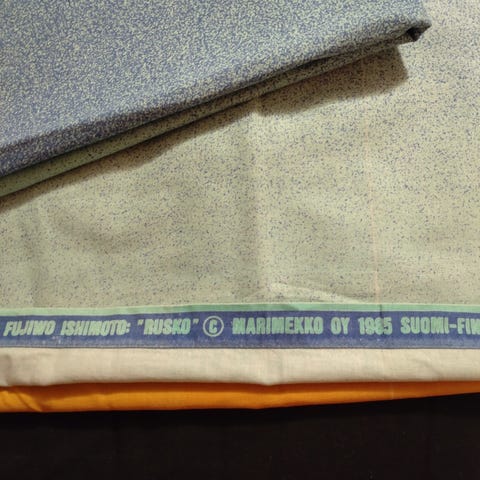 FUJIWO ISHIMOTO: "RUSKO" © MARIMEKKO OY 1985 SUOMI-FIN